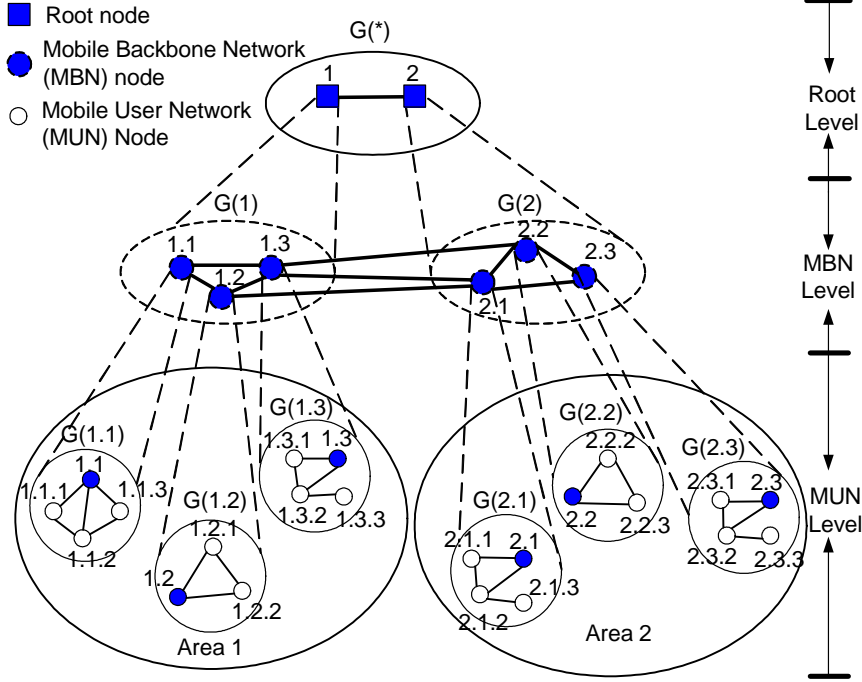 Root node
Mobile Backbone Network
(MBN) node
Mobile User Network
(MUN) Node
G(*)
1
2
Root
Level
G(1)
G(2)
1.1
1.3
1.2
2.2
2.3
2.1
MBN
Level
G(1.1)
1.1
1.1.1
1.1.3
1.1.2
G(1.2)
1.2.1
1.2
1.2.2
G(1.3)
1.3.1
1.3
1.3.2
1.3.3
Area 1
G(2.1)
2.1.1
2.1
2.1.3
2.1.2
G(2.2)
2.2.2
2.2
2.2.3
G(2.3)
2.3.1
2.3
2.3.2
2.3.3
Area 2
MUN
Level